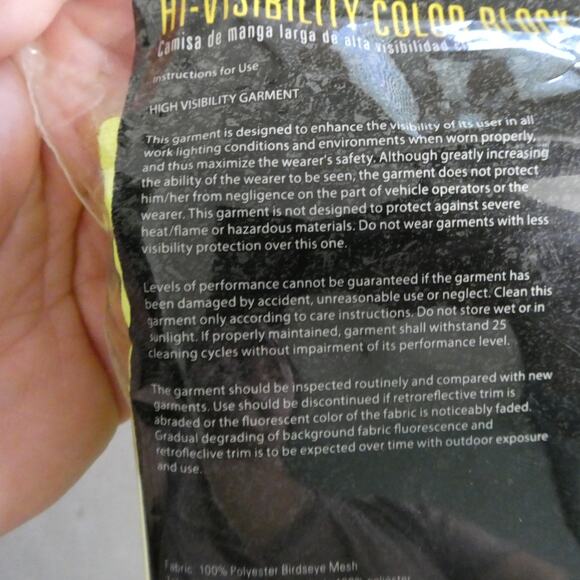 HI-VISIBILITY COLOR BLOCK
Camisa de manga larga de alta visibilidad
Instructions for Use
HIGH VISIBILITY GARMENT
This garment is designed to enhance the visibility of its user in all
work lighting conditions and environments when worn properly,
and thus maximize the wearer's safety. Although greatly increasing
the ability of the wearer to be seen, the garment does not protect
him/her from negligence on the part of vehicle operators or the
wearer. This garment is not designed to protect against severe
heat/flame or hazardous materials. Do not wear garments with less
visibility protection over this one.
Levels of performance cannot be guaranteed if the garment has
been damaged by accident, unreasonable use or neglect. Clean this
garment only according to care instructions. Do not store wet or in
sunlight. If properly maintained, garment shall withstand 25
cleaning cycles without impairment of its performance level.
The garment should be inspected routinely and compared with new
garments. Use should be discontinued if retroreflective trim is
abraded or the fluorescent color of the fabric is noticeably faded.
Gradual degrading of background fabric fluorescence and
retroflective trim is to be expected over time with outdoor exposure
and use.
Fabric: 100% Polyester Birdseye Mesh